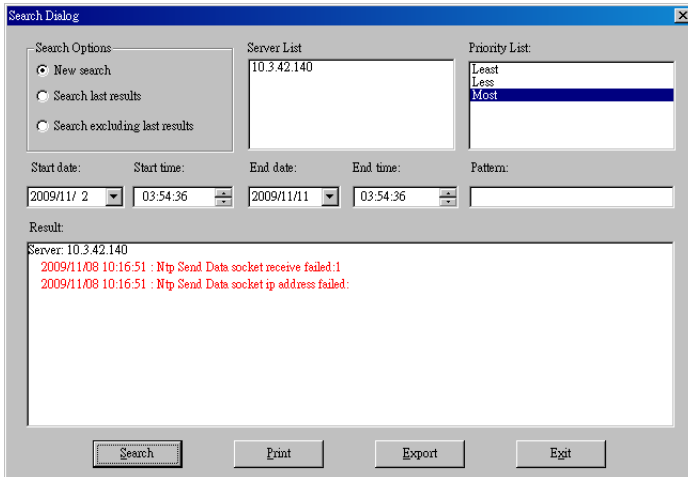 Search Dialog
Search Options
New search
Search last results
Search excluding last results
Server List
10.3.42.140
Priority List:
Least
Less
Most
Start date:
Start time:
End date:
End time:
Pattern:
2009/11/ 2
03:54:36
2009/11/11
03:54:36
Result:
Server: 10.3.42.140
2009/11/08 10:16:51 : Ntp Send Data socket receive failed:1
2009/11/08 10:16:51 : Ntp Send Data socket ip address failed:
Search
Print
Export
Exit